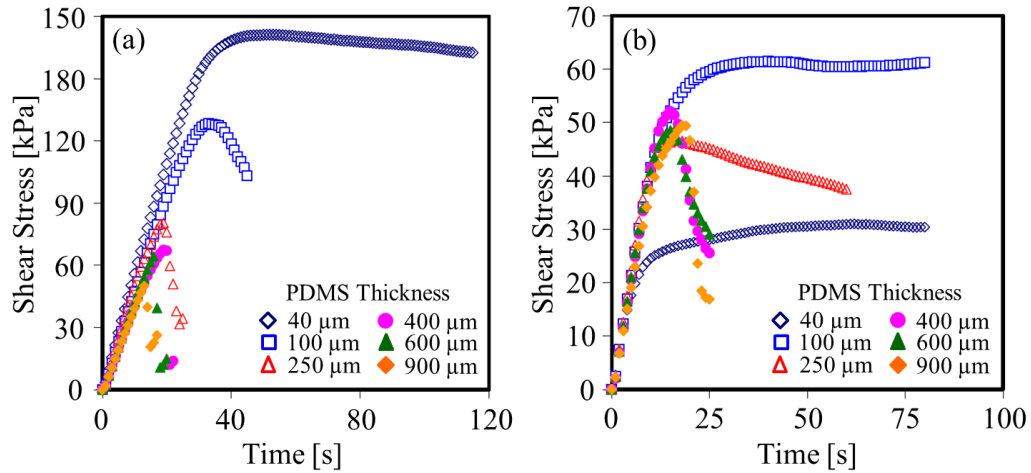 (a)
150
180
120
90
60
30
0
Shear Stress [kPa]
PDMS Thickness
40 µm
100 µm
250 µm
400 µm
600 µm
900 µm
0 40 80 120
Time [s]
(b)
70
60
50
40
30
20
10
0
Shear Stress [kPa]
PDMS Thickness
40 µm
100 µm
250 µm
400 µm
600 µm
900 µm
0 25 50 75 100
Time [s]